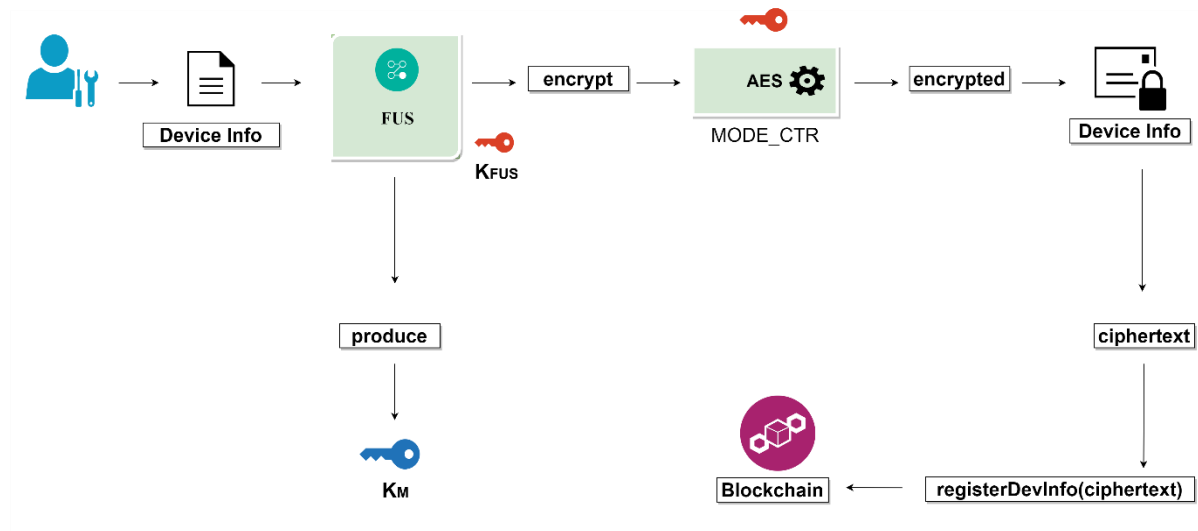 Device Info
FUS
KFUS
encrypt
AES
MODE_CTR
encrypted
Device Info
produce
KM
ciphertext
registerDevInfo(ciphertext)
Blockchain